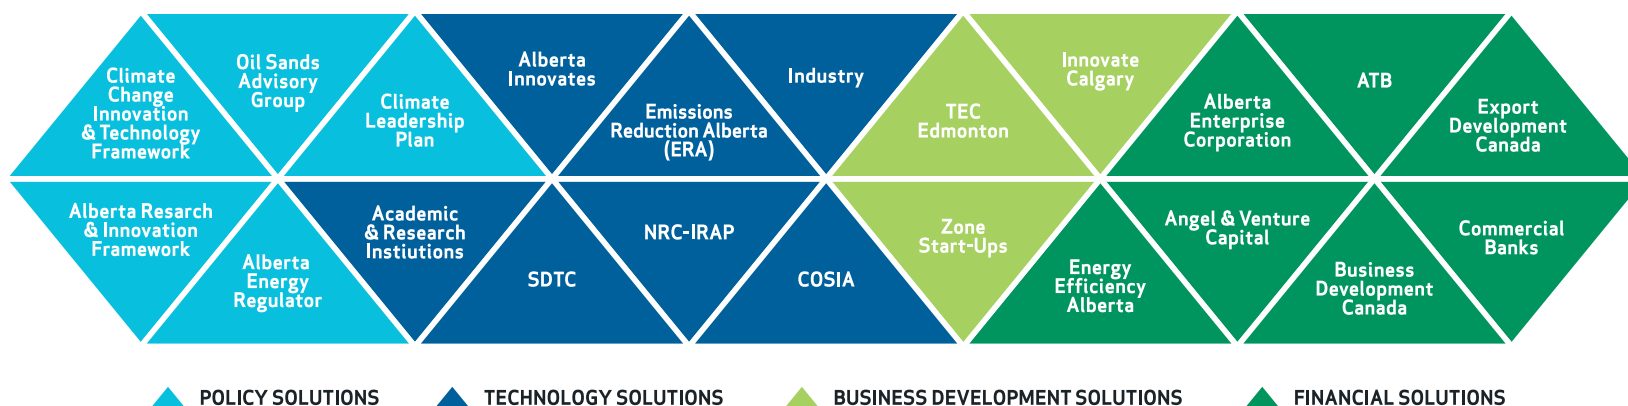 Climate
Change
Innovation
& Technology
Framework
Oil Sands
Advisory
Group
Climate
Leadership
Plan
Alberta
Innovates
Emissions
Reduction Alberta
(ERA)
Industry
TEC
Edmonton
Innovate
Calgary
Alberta
Enterprise
Corporation
ATB
Export
Development
Canada
Alberta Resarch
& Innovation
Framework
Alberta
Energy
Regulator
Academic
& Research
Instiutions
SDTC
NRC-IRAP
COSIA
Zone
Start-Ups
Energy
Efficiency
Alberta
Angel & Venture
Capital
Business
Development
Canada
Commercial
Banks
POLICY SOLUTIONS
TECHNOLOGY SOLUTIONS
BUSINESS DEVELOPMENT SOLUTIONS
FINANCIAL SOLUTIONS